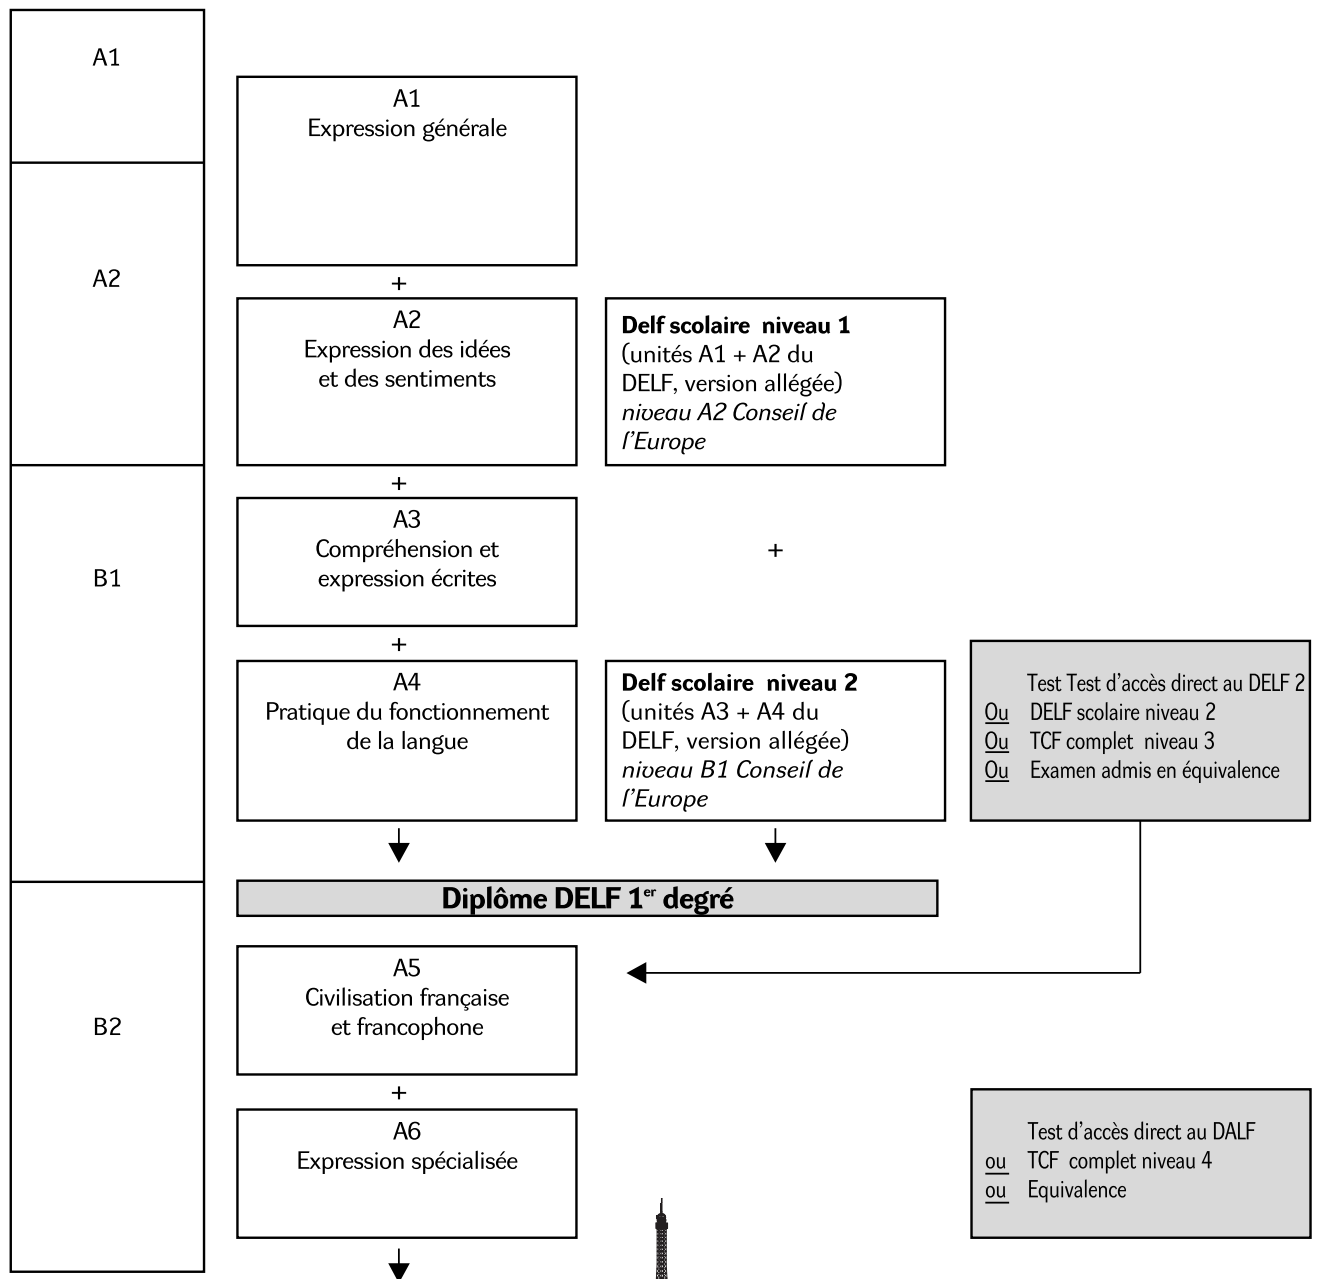 A1
A2
B1
B2
A1
Expression générale
+
A2
Expression des idées
et des sentiments
+
A3
Compréhension et
expression écrites
+
A4
Pratique du fonctionnement
de la langue
Delf scolaire niveau 1
(unités A1 + A2 du
DELF, version allégée)
niveau A2 Conseil de
l'Europe
+
Delf scolaire niveau 2
(unités A3 + A4 du
DELF, version allégée)
niveau B1 Conseil de
l'Europe
Test Test d'accès direct au DELF 2
Ou DELF scolaire niveau 2
Ou TCF complet niveau 3
Ou Examen admis en équivalence
Diplôme DELF 1er degré
A5
Civilisation française
et francophone
+
A6
Expression spécialisée
Test d'accès direct au DALF
ou TCF complet niveau 4
ou Equivalence